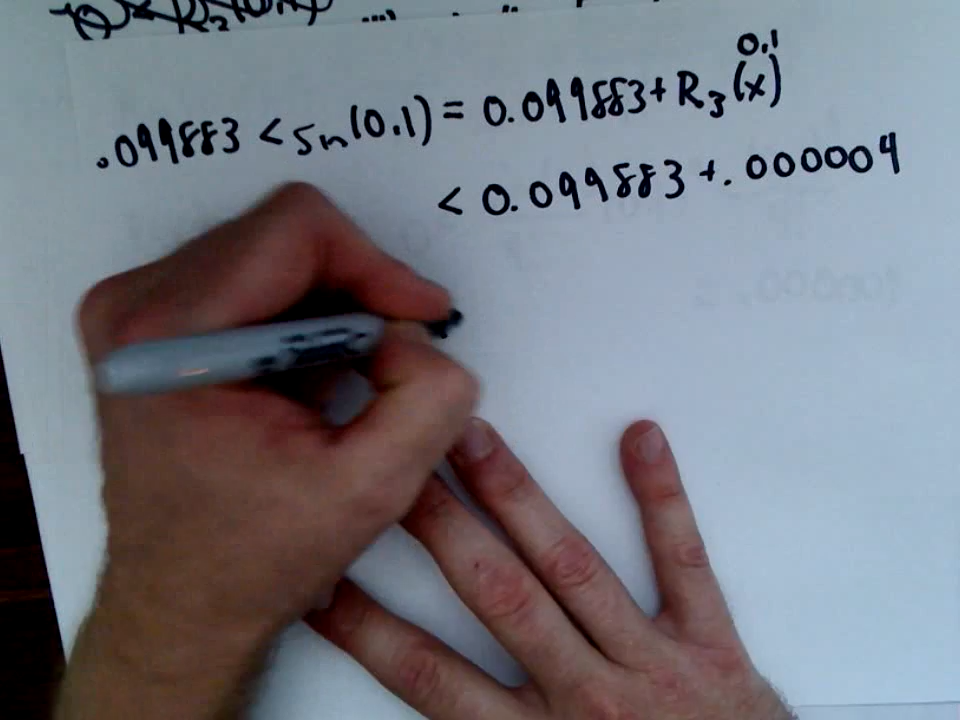 0.1
.099883 < sin(0.1) = 0.099883 + R₃(x)
< 0.099883 + .000004